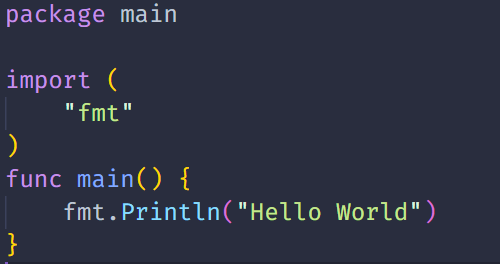 package main

import (
    "fmt"
)
func main() {
    fmt.Println("Hello World")
}